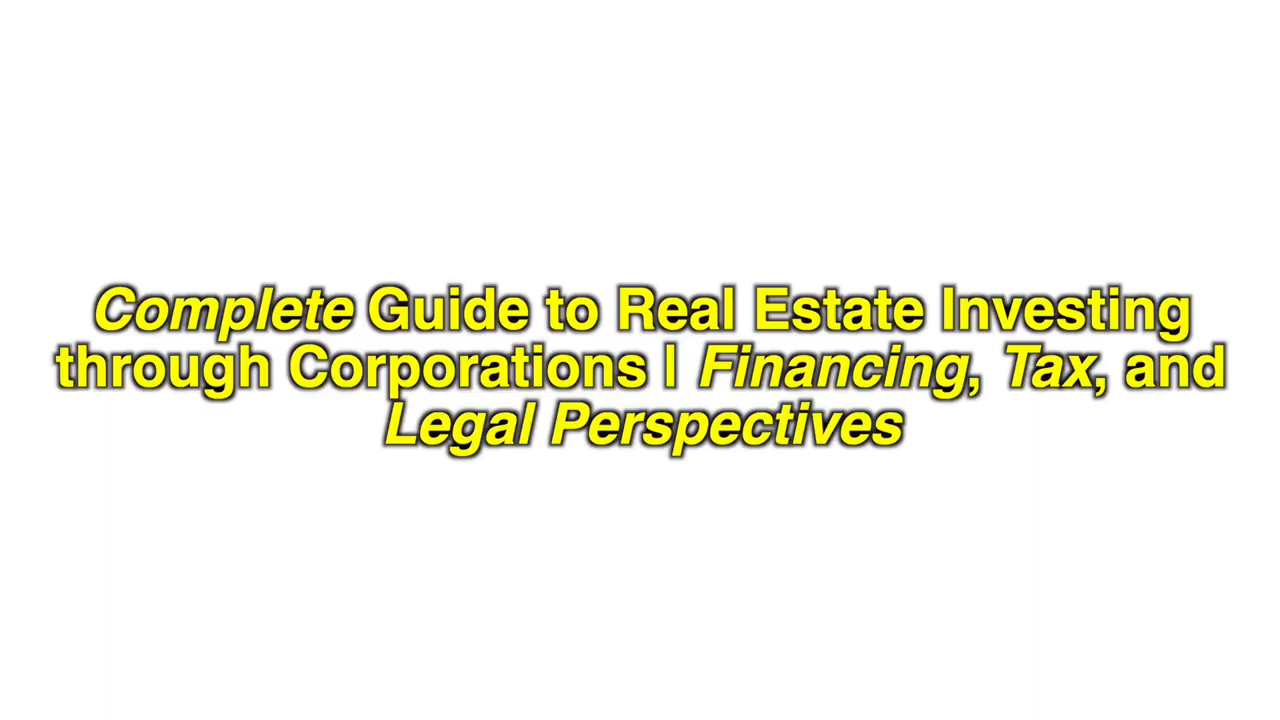 Complete Guide to Real Estate Investing
through Corporations | Financing, Tax, and
Legal Perspectives